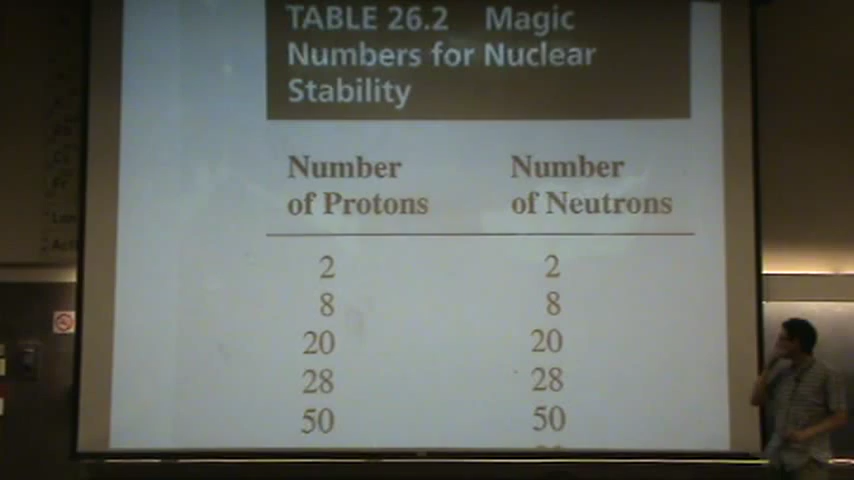 TABLE 26.2 Magic
Numbers for Nuclear
Stability
Number Number
of Protons of Neutrons
2 2
8 8
20 20
28 28
50 50